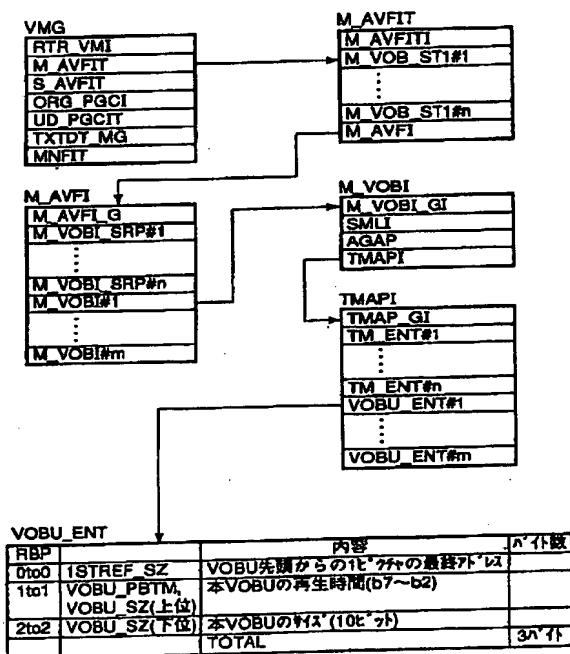 VMG
RTR_VMI
M_AVFIT
S_AVFIT
ORG_PGCI
UD_PGCIT
TXTDT_MG
MNFIT
M_AVFIT
M_AVFITI
M_VOB_ST1#1
M_VOB_ST1#n
M_AVFI
M_AVFI
M_AVFI_G
M_VOBI_SRP#1
M_VOBI_SRP#n
M_VOBI#1
M_VOBI#m
M_VOBI
M_VOBI_GI
SMLI
AGAP
TMAPI
TMAPI
TMAP_GI
TM_ENT#1
TM_ENT#n
VOBU_ENT#1
VOBU_ENT#m
VOBU_ENT
RBP 内容 バイト数
0to0 1STREF_SZ VOBU先頭からの1ピクチャの最終アドレス
1to1 VOBU_PBTM, 本VOBUの再生時間(b7～b2)
VOBU_SZ(上位)
2to2 VOBU_SZ(下位) 本VOBUのサイズ(10ビット)
TOTAL 3バイト